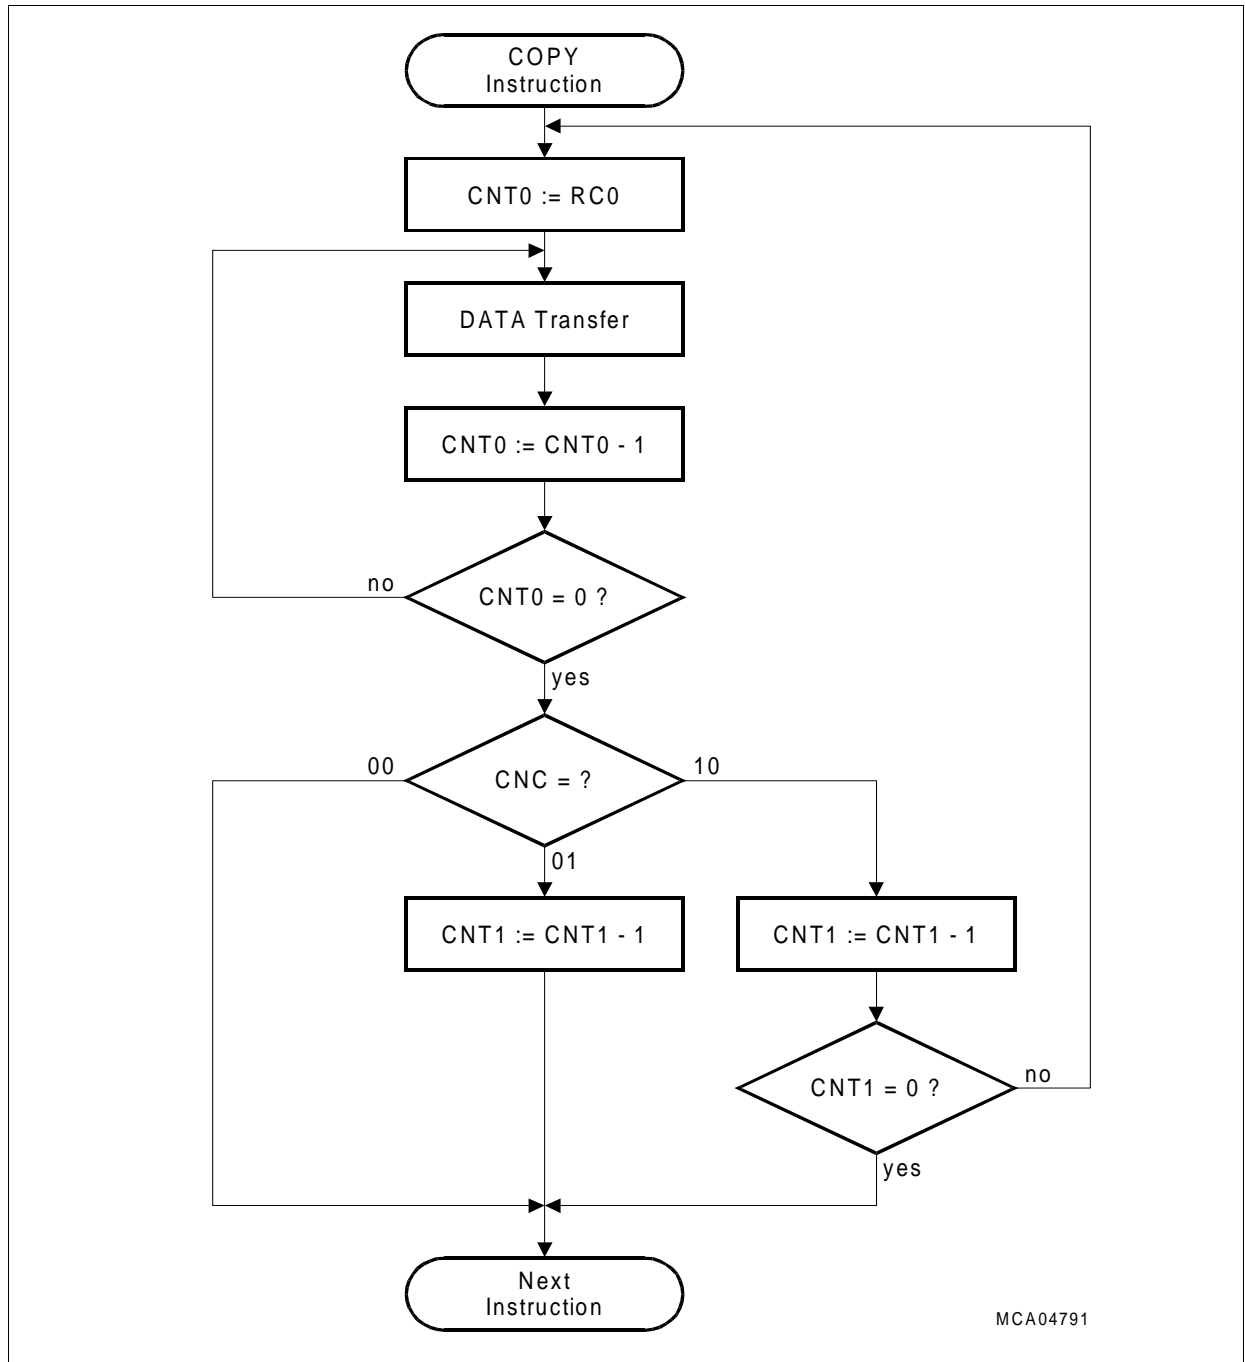 COPY
Instruction
CNT0 := RC0
DATA Transfer
CNT0 := CNT0 - 1
no
CNT0 = 0 ?
yes
00
CNC = ?
10
01
CNT1 := CNT1 - 1
CNT1 := CNT1 - 1
CNT1 = 0 ?
no
yes
Next
Instruction
MCA04791